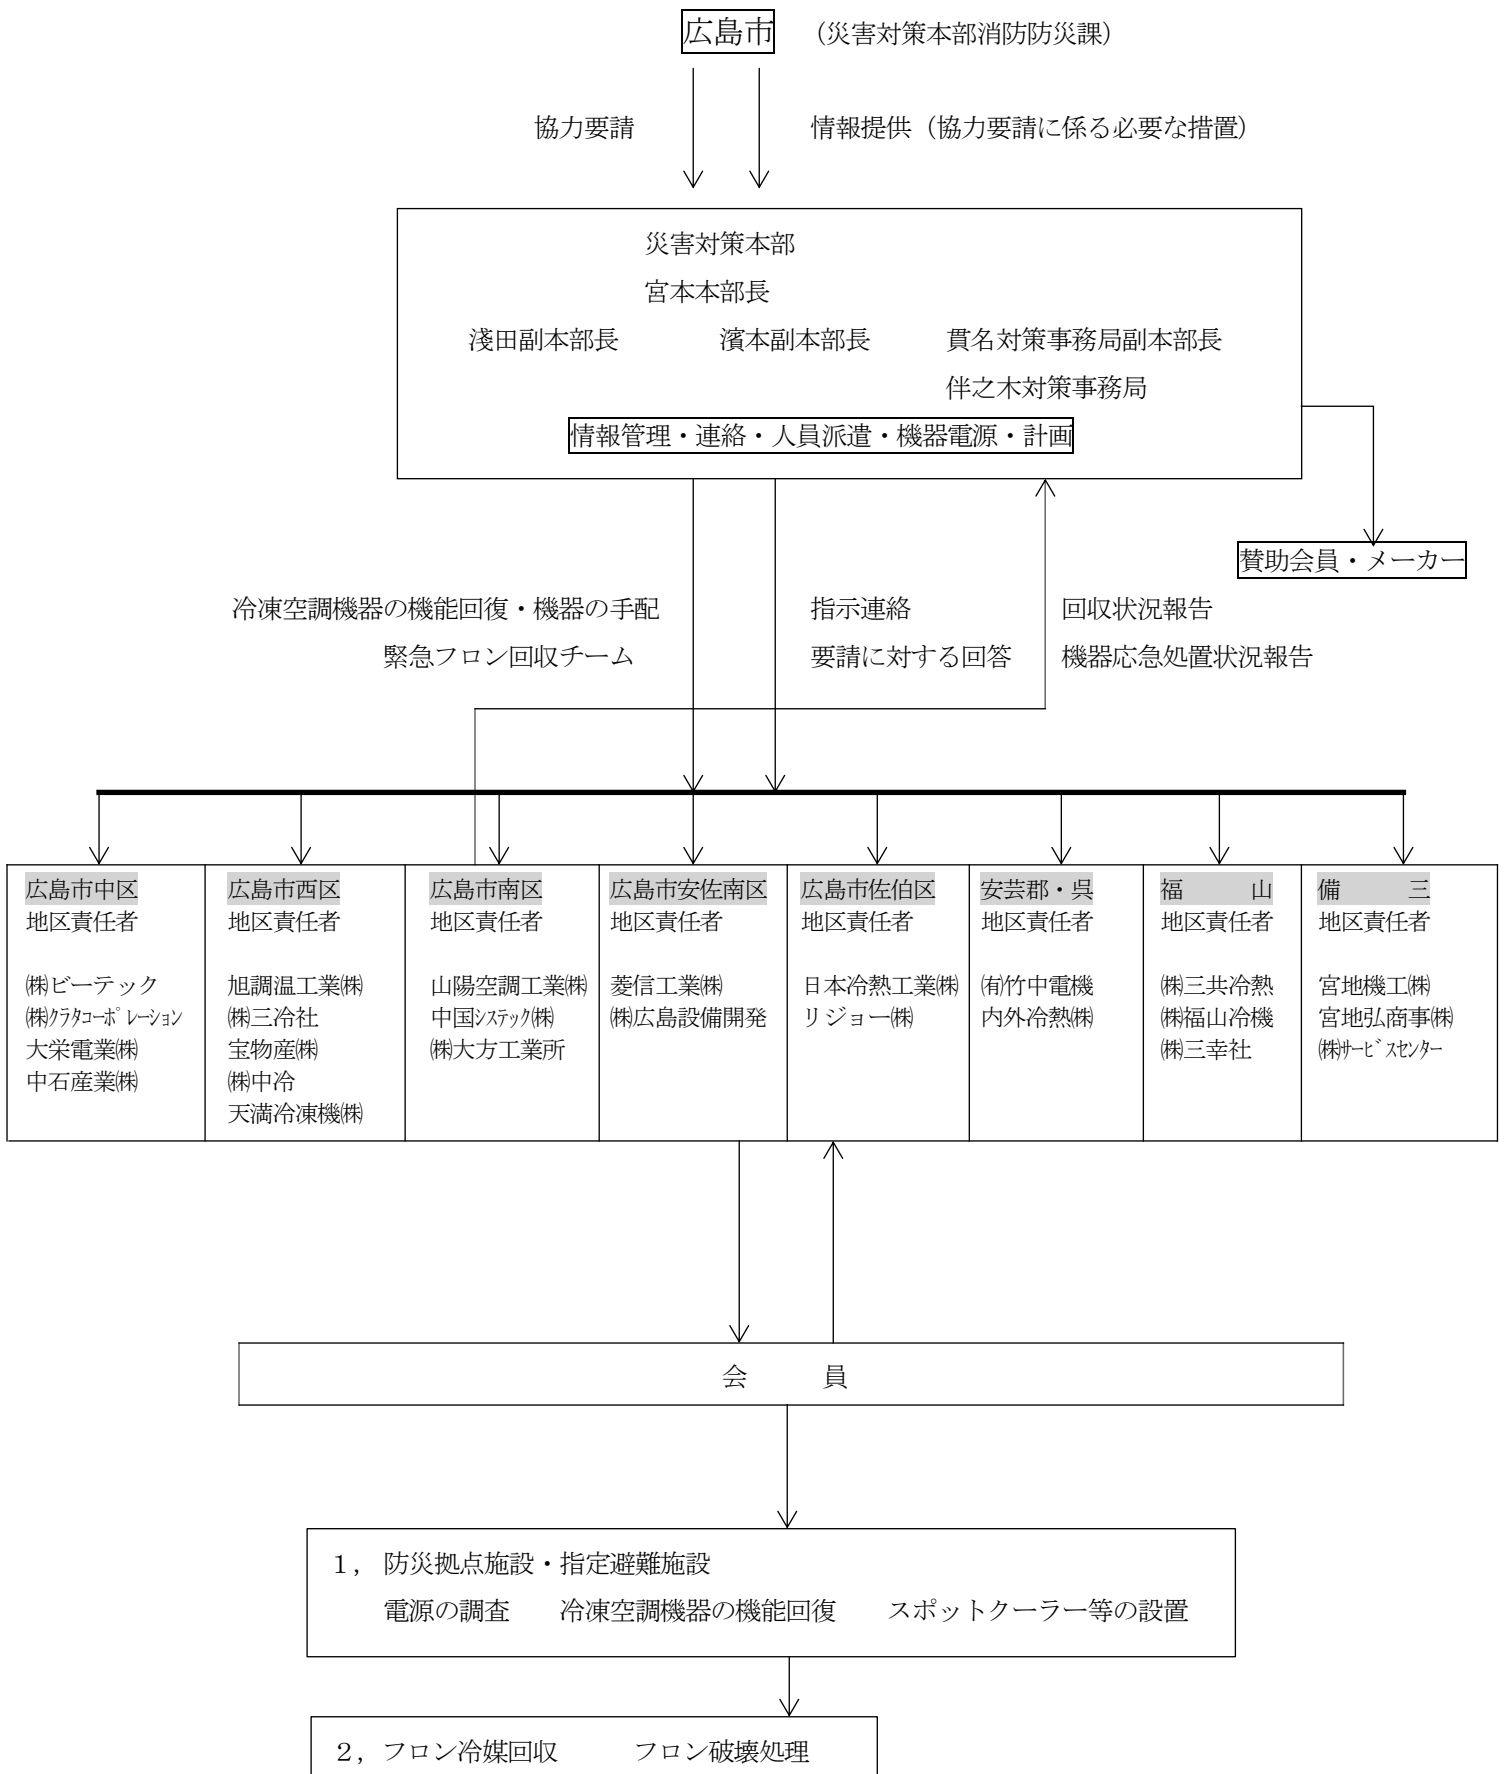 広島市 （災害対策本部消防防災課）
協力要請 情報提供（協力要請に係る必要な措置）
災害対策本部
宮本本部長
淺田副本部長 濱本副本部長 貫名対策事務局副本部長
伴之木対策事務局
情報管理・連絡・人員派遣・機器電源・計画
賛助会員・メーカー
冷凍空調機器の機能回復・機器の手配 指示連絡 回収状況報告
緊急フロン回収チーム 要請に対する回答 機器応急処置状況報告
広島市中区
地区責任者
㈱ビーテック
㈱ｸﾗﾀｺｰﾎﾟﾚｰｼｮﾝ
大栄電業㈱
中石産業㈱
広島市西区
地区責任者
旭調温工業㈱
㈱三冷社
宝物産㈱
㈱中冷
天満冷凍機㈱
広島市南区
地区責任者
山陽空調工業㈱
中国ｼｽﾃｯｸ㈱
㈱大方工業所
広島市安佐南区
地区責任者
菱信工業㈱
㈱広島設備開発
広島市佐伯区
地区責任者
日本冷熱工業㈱
リジョー㈱
安芸郡・呉
地区責任者
㈲竹中電機
内外冷熱㈱
福 山
地区責任者
㈱三共冷熱
㈱福山冷機
㈱三幸社
備 三
地区責任者
宮地機工㈱
宮地弘商事㈱
㈱ｻｰﾋﾞｽｾﾝﾀｰ
会 員
１，防災拠点施設・指定避難施設
電源の調査 冷凍空調機器の機能回復 スポットクーラー等の設置
２，フロン冷媒回収 フロン破壊処理